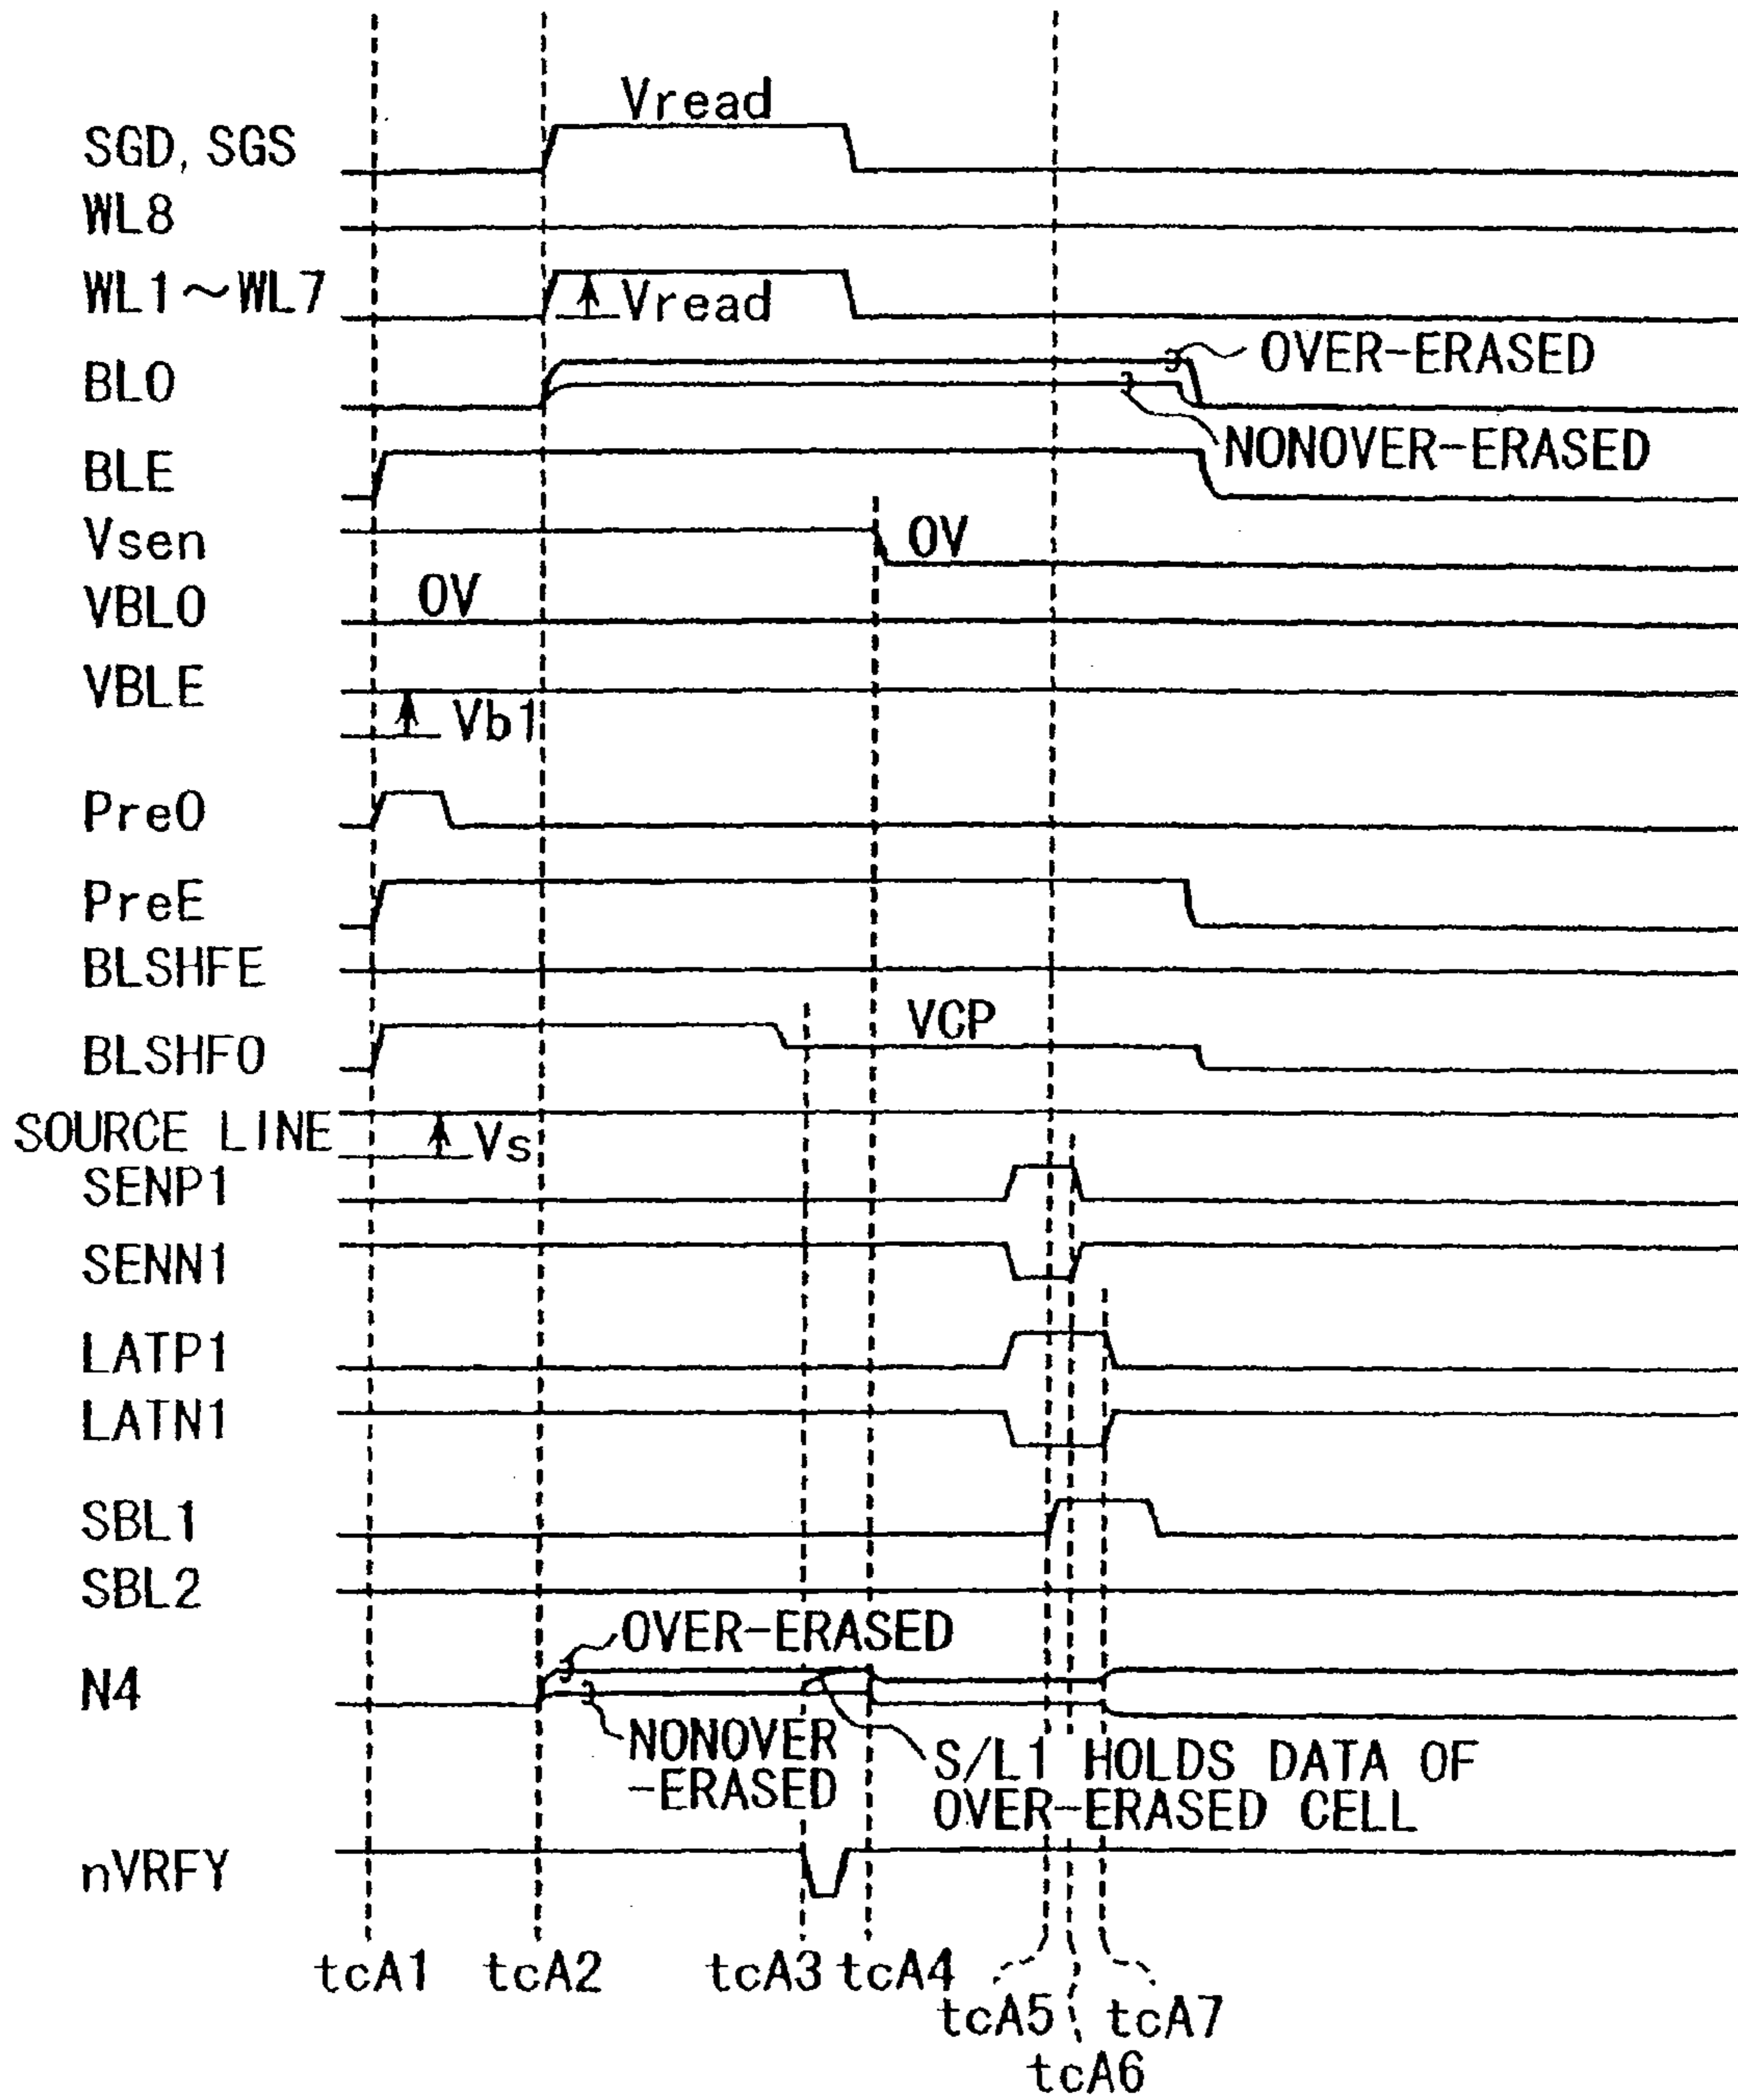 Vread
SGD, SGS
WL8
WL1~WL7
Vread
OVER-ERASED
BLO
NONOVER-ERASED
BLE
Vsen
0V
VBLO
0V
VBLE
Vb1
PreO
PreE
BLSHFE
VCP
BLSHFO
SOURCE LINE
Vs
SENP1
SENN1
LATP1
LATN1
SBL1
SBL2
OVER-ERASED
N4
NONOVER
-ERASED
S/L1 HOLDS DATA OF
OVER-ERASED CELL
nVRFY
tcA1
tcA2
tcA3
tcA4
tcA5
tcA7
tcA6